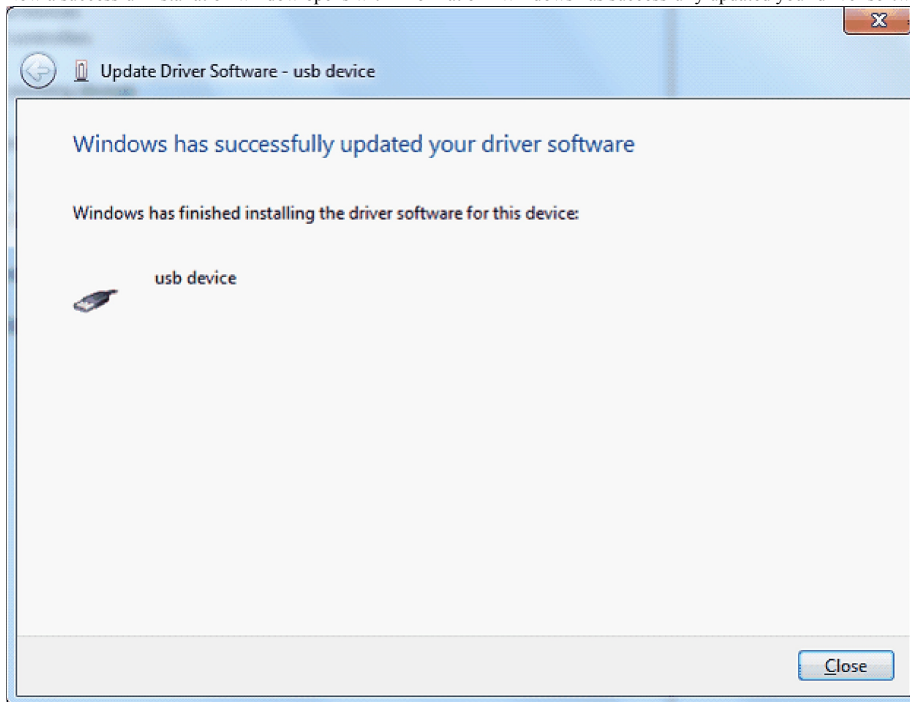 Update Driver Software - usb device
Windows has successfully updated your driver software
Windows has finished installing the driver software for this device:
usb device
Close